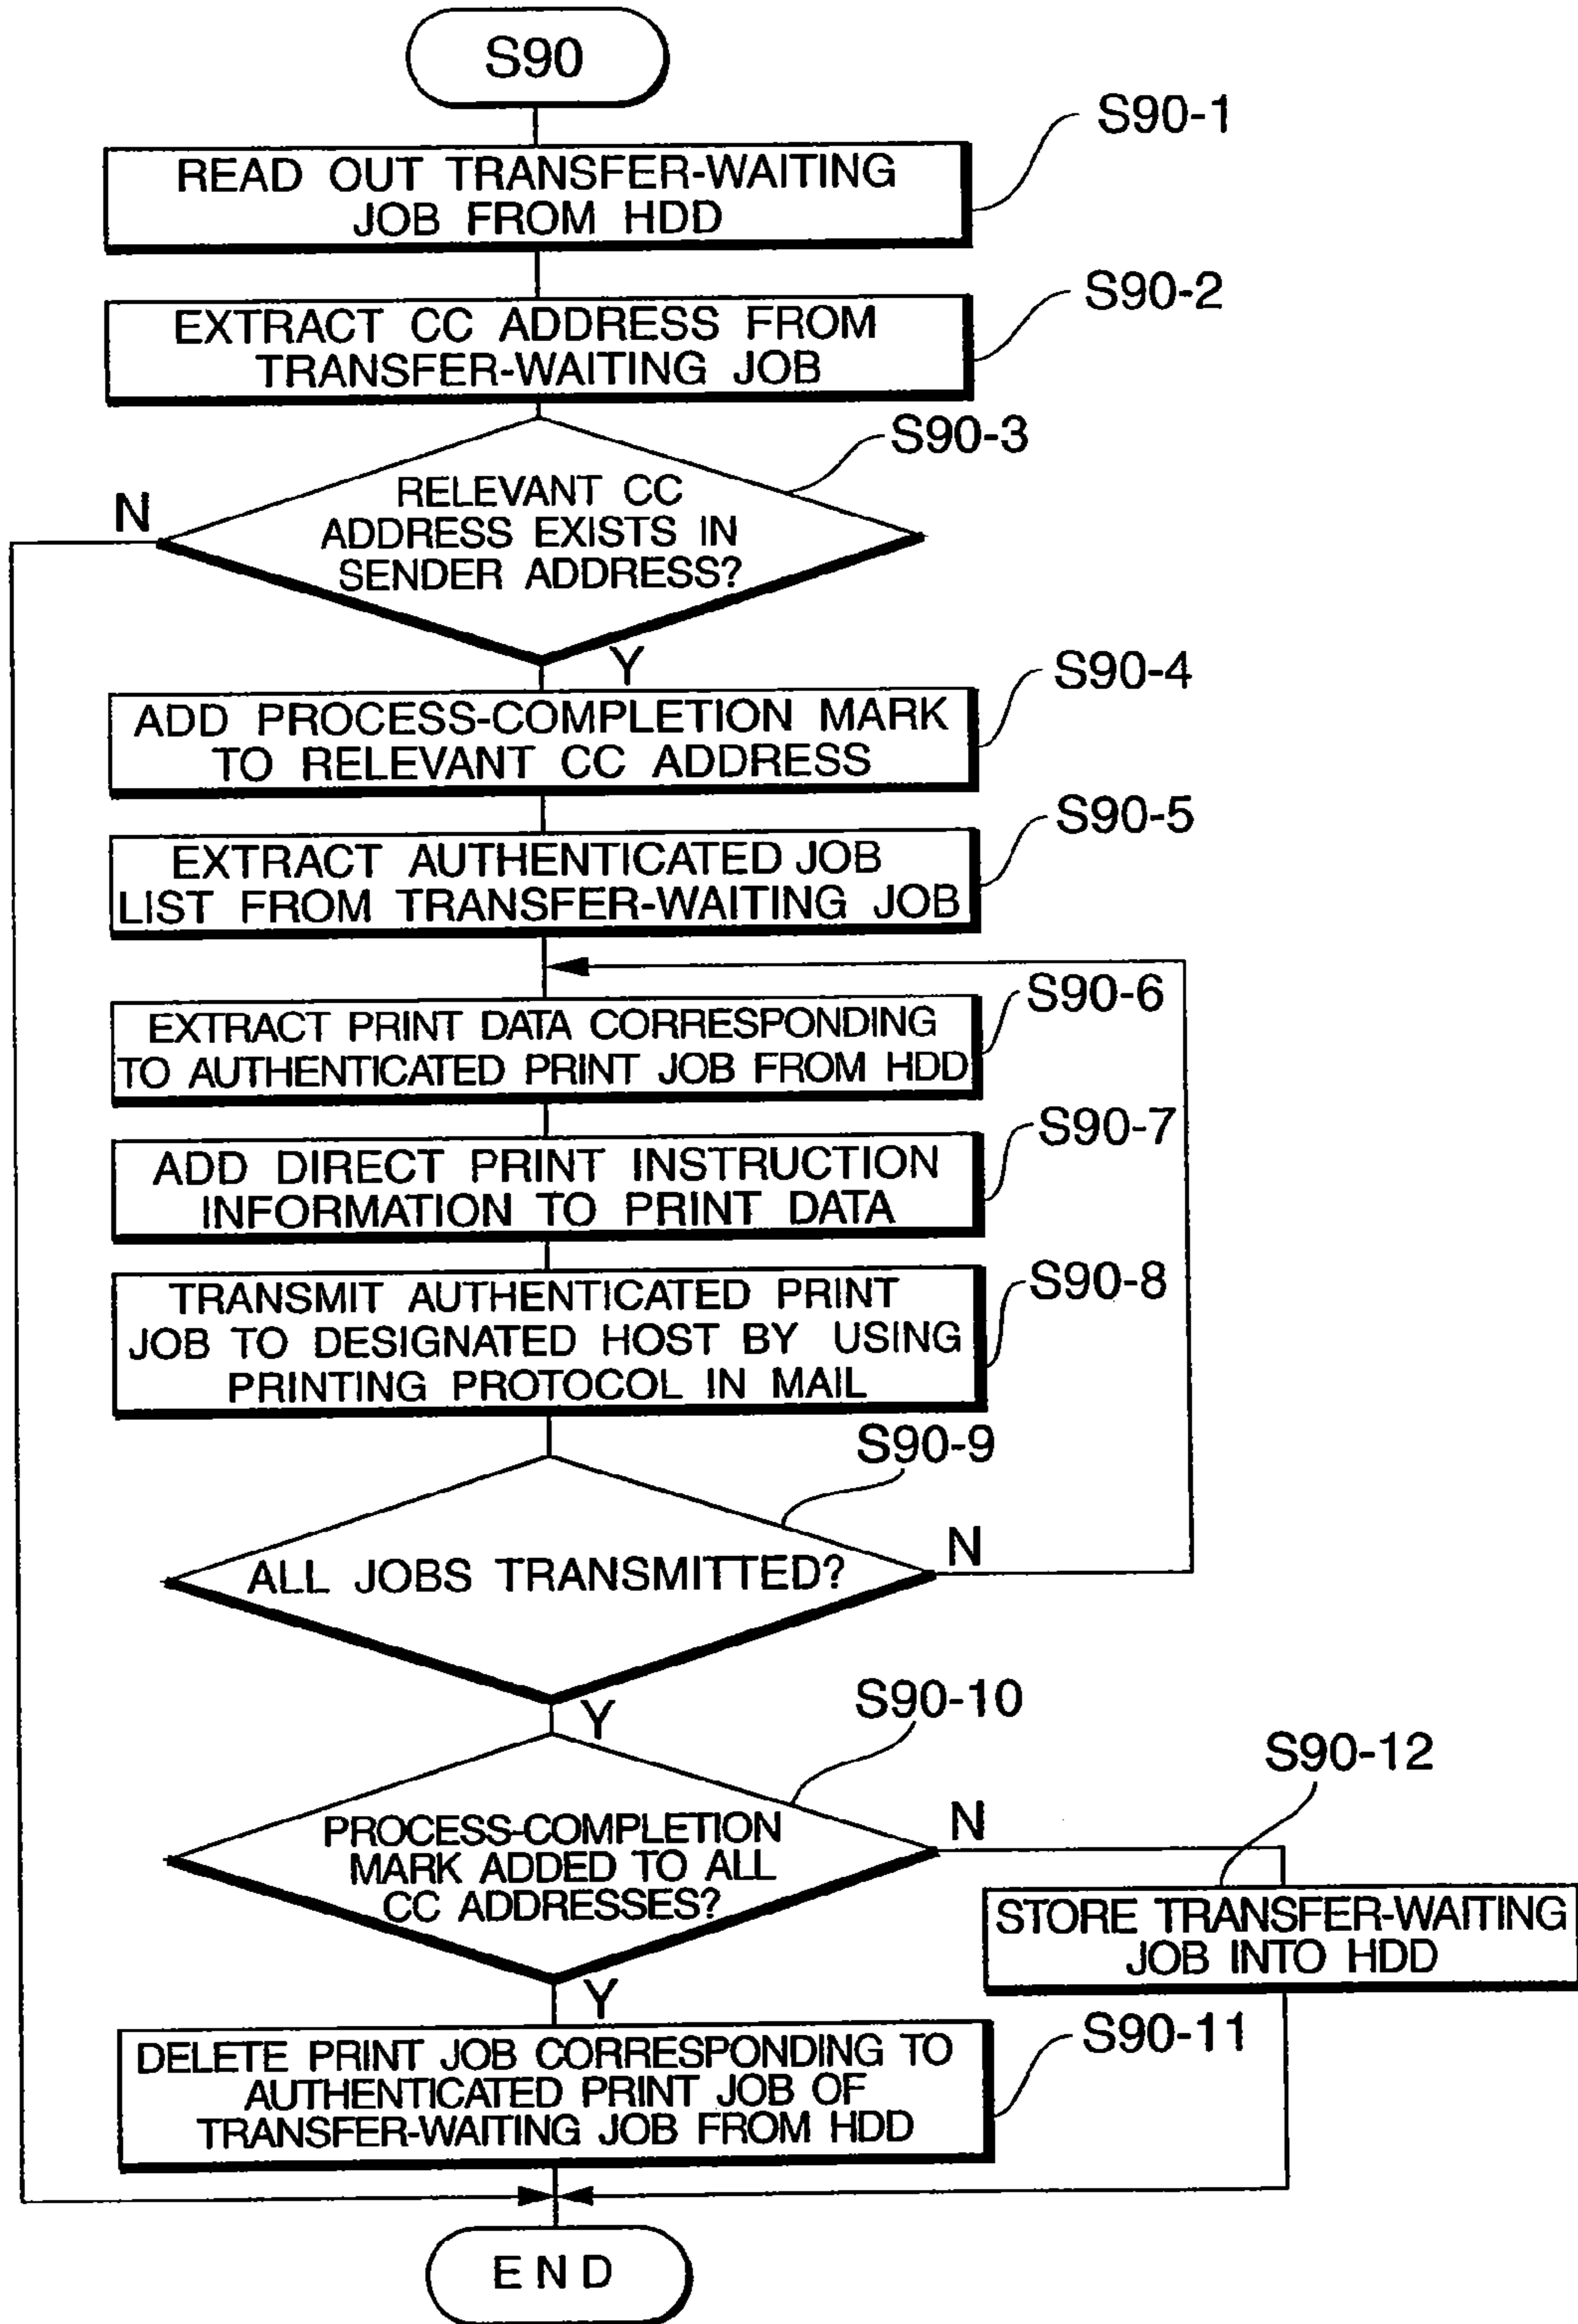 S90
S90-1
READ OUT TRANSFER-WAITING
JOB FROM HDD
S90-2
EXTRACT CC ADDRESS FROM
TRANSFER-WAITING JOB
S90-3
RELEVANT CC
ADDRESS EXISTS IN
SENDER ADDRESS?
N
Y
S90-4
ADD PROCESS-COMPLETION MARK
TO RELEVANT CC ADDRESS
S90-5
EXTRACT AUTHENTICATED JOB
LIST FROM TRANSFER-WAITING JOB
S90-6
EXTRACT PRINT DATA CORRESPONDING
TO AUTHENTICATED PRINT JOB FROM HDD
S90-7
ADD DIRECT PRINT INSTRUCTION
INFORMATION TO PRINT DATA
S90-8
TRANSMIT AUTHENTICATED PRINT
JOB TO DESIGNATED HOST BY USING
PRINTING PROTOCOL IN MAIL
S90-9
ALL JOBS TRANSMITTED?
N
Y
S90-10
PROCESS-COMPLETION
MARK ADDED TO ALL
CC ADDRESSES?
N
Y
S90-12
STORE TRANSFER-WAITING
JOB INTO HDD
S90-11
DELETE PRINT JOB CORRESPONDING TO
AUTHENTICATED PRINT JOB OF
TRANSFER-WAITING JOB FROM HDD
END